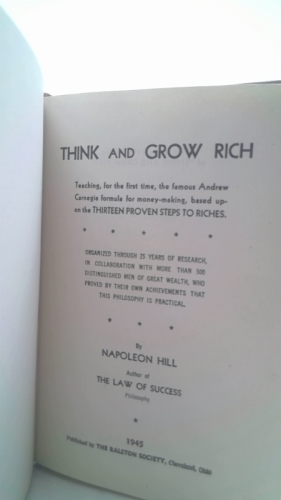 THINK AND GROW RICH
Teaching, for the first time, the famous Andrew
Carnegie formula for money-making, based up-
on the THIRTEEN PROVEN STEPS TO RICHES.
* * * * *
ORGANIZED THROUGH 25 YEARS OF RESEARCH,
IN COLLABORATION WITH MORE THAN 500
DISTINGUISHED MEN OF GREAT WEALTH, WHO
PROVED BY THEIR OWN ACHIEVEMENTS THAT
THIS PHILOSOPHY IS PRACTICAL.
* * *
By
NAPOLEON HILL
Author of
THE LAW OF SUCCESS
Philosophy
*
1945
Published by THE RALSTON SOCIETY, Cleveland, Ohio